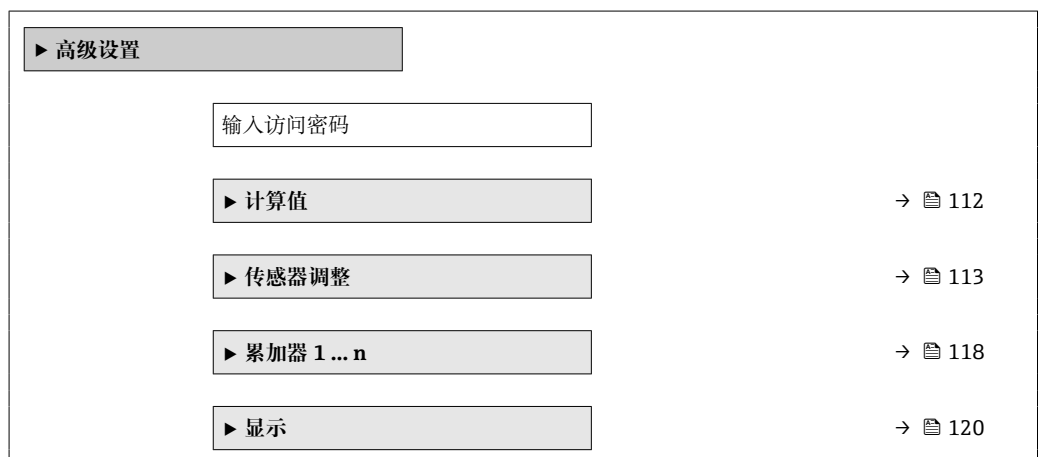 ▶ 高级设置
输入访问密码
▶ 计算值 → 🖹 112
▶ 传感器调整 → 🖹 113
▶ 累加器 1 … n → 🖹 118
▶ 显示 → 🖹 120